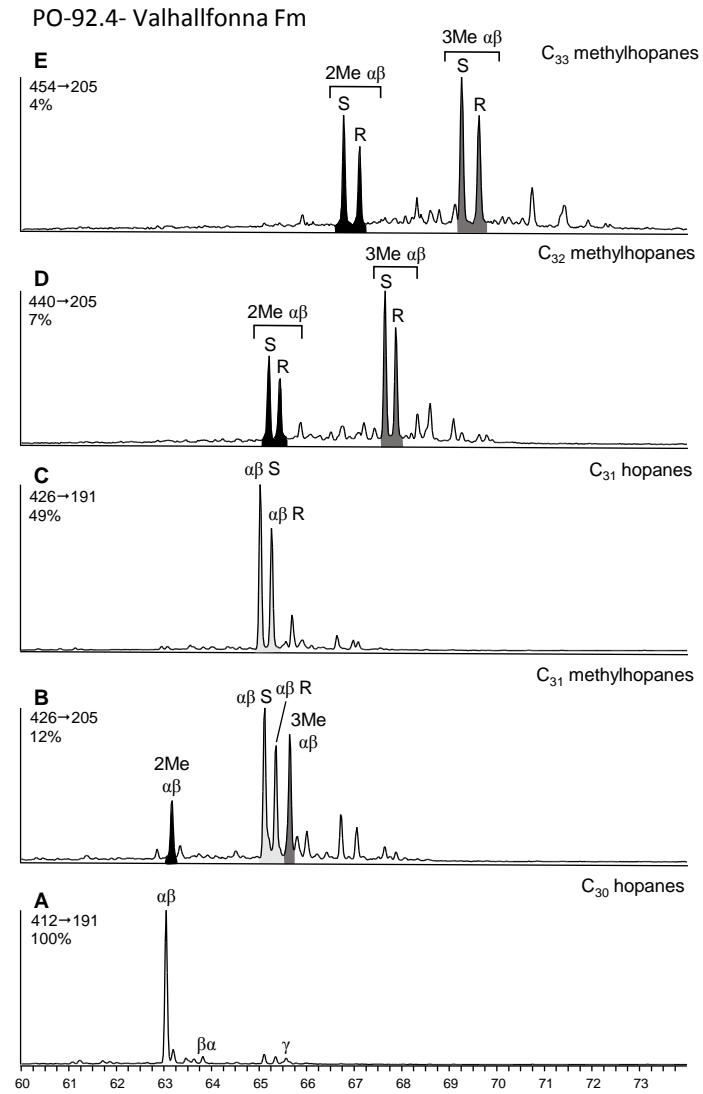 PO-92.4- Valhallfonna Fm
E
454→205
4%
C33 methylhopanes
2Me αβ
S
R
3Me αβ
S
R
D
440→205
7%
C32 methylhopanes
2Me αβ
S
R
3Me αβ
S
R
C
426→191
49%
C31 hopanes
αβ S
αβ R
B
426→205
12%
C31 methylhopanes
2Me
αβ
αβ S
αβ R
3Me
αβ
A
412→191
100%
C30 hopanes
αβ
βα
γ
60 61 62 63 64 65 66 67 68 69 70 71 72 73